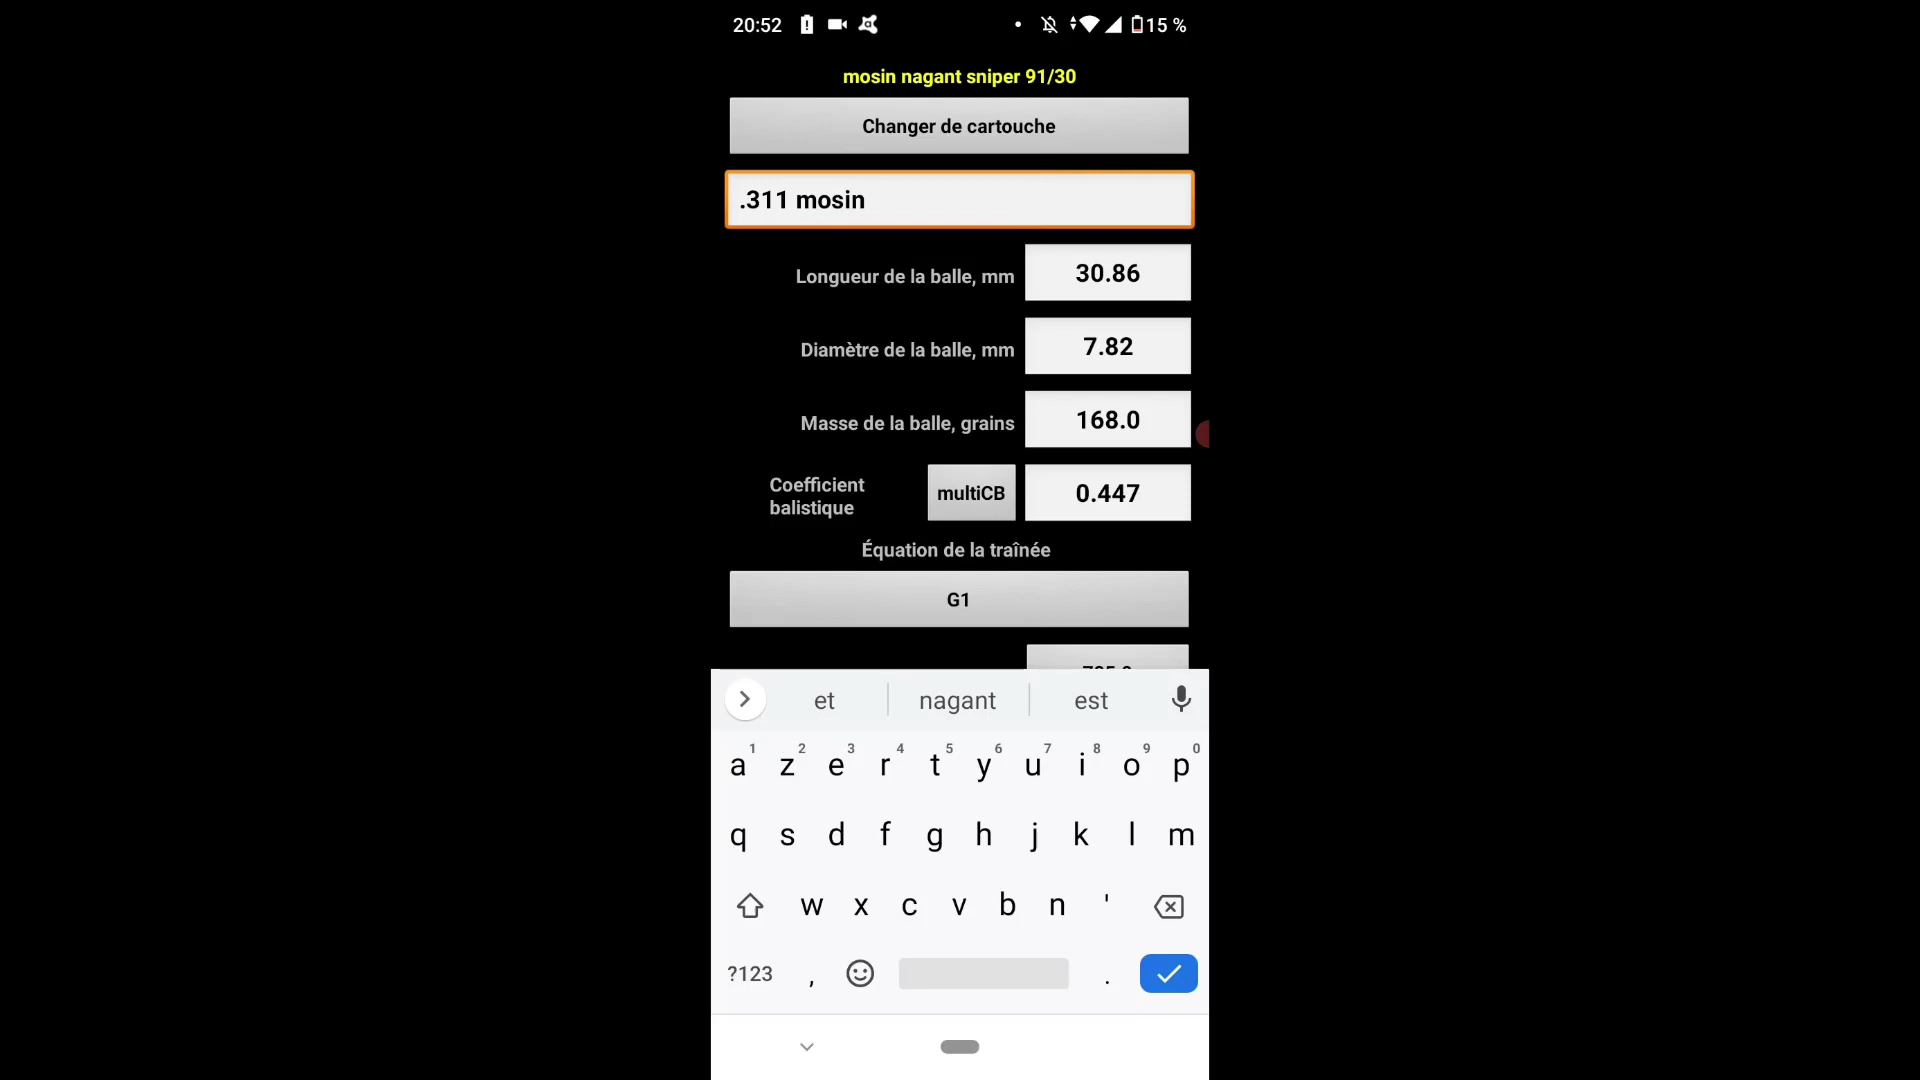 20:52 15 %
mosin nagant sniper 91/30
Changer de cartouche
.311 mosin
Longueur de la balle, mm 30.86
Diamètre de la balle, mm 7.82
Masse de la balle, grains 168.0
Coefficient
balistique multiCB 0.447
Équation de la traînée
G1
et nagant est
1 2 3 4 5 6 7 8 9 0
a z e r t y u i o p
q s d f g h j k l m
w x c v b n '
?123 , .